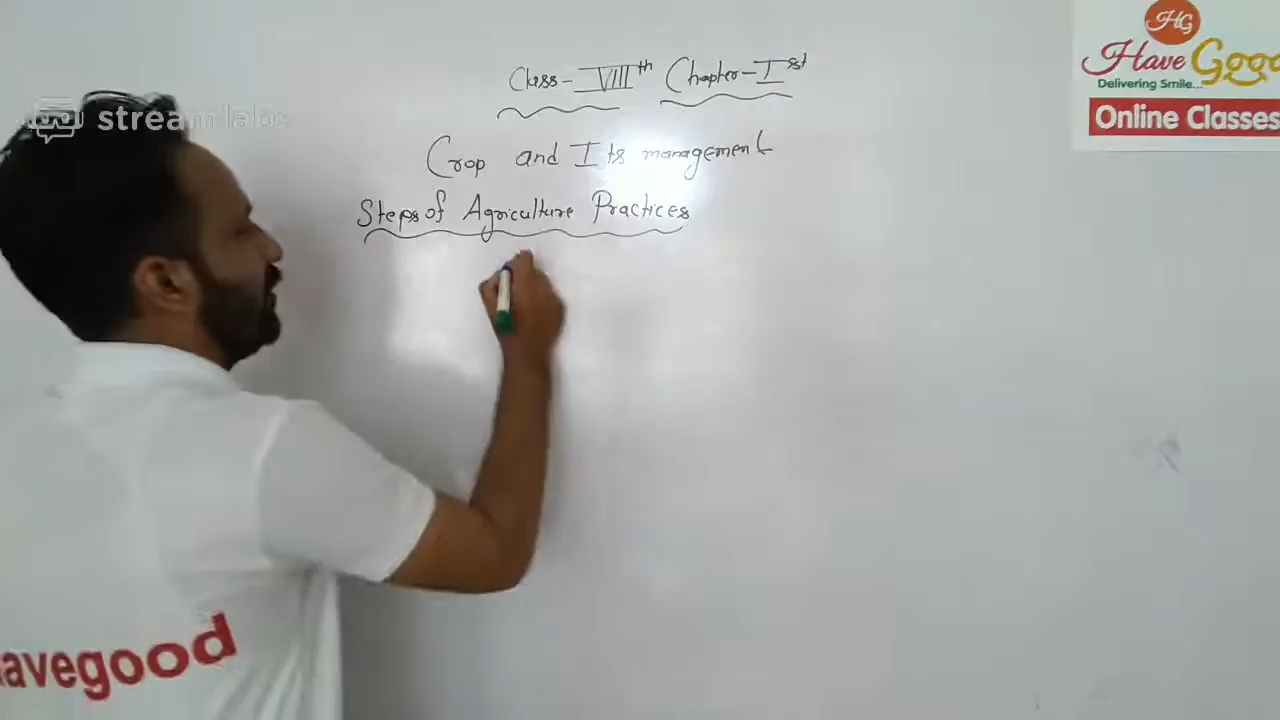 Class - VIIIth Chapter - Ist
Crop and Its management
Steps of Agriculture Practices
streamlabs
HG
Have Good
Delivering Smile...
Online Classes
avegood